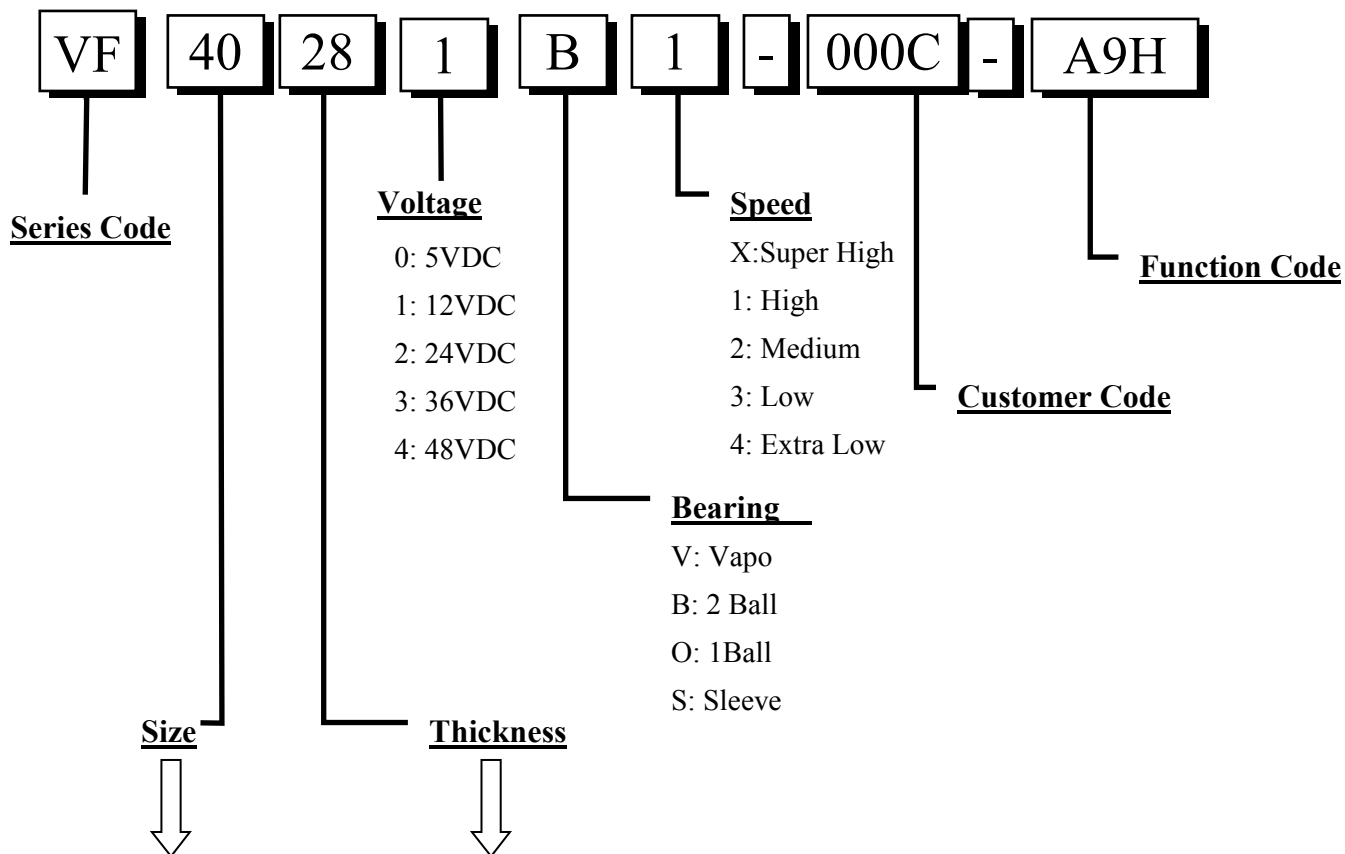 VF 40 28 1 B 1 - 000C - A9H
Series Code
Voltage
0: 5VDC
1: 12VDC
2: 24VDC
3: 36VDC
4: 48VDC
Speed
X:Super High
1: High
2: Medium
3: Low
4: Extra Low
Function Code
Customer Code
Bearing
V: Vapo
B: 2 Ball
O: 1Ball
S: Sleeve
Size
Thickness